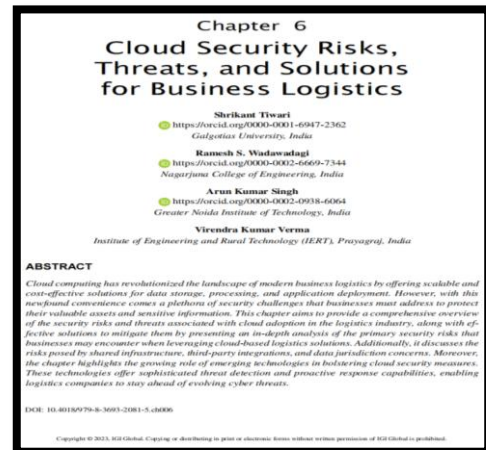 Chapter 6
Cloud Security Risks,
Threats, and Solutions
for Business Logistics
Shrikant Tiwari
https://orcid.org/0000-0001-6947-2362
Galgotias University, India
Ramesh S. Wadawadagi
https://orcid.org/0000-0002-6669-7344
Nagarjuna College of Engineering, India
Arun Kumar Singh
https://orcid.org/0000-0002-0938-6064
Greater Noida Institute of Technology, India
Virendra Kumar Verma
Institute of Engineering and Rural Technology (IERT), Prayagraj, India
ABSTRACT
Cloud computing has revolutionized the landscape of modern business logistics by offering scalable and
cost-effective solutions for data storage, processing, and application deployment. However, with this
newfound convenience comes a plethora of security challenges that businesses must address to protect
their valuable assets and sensitive information. This chapter aims to provide a comprehensive overview
of the security risks and threats associated with cloud adoption in the logistics industry, along with ef-
fective solutions to mitigate them by presenting an in-depth analysis of the primary security risks that
businesses may encounter when leveraging cloud-based logistics solutions. Additionally, it discusses the
risks posed by shared infrastructure, third-party integrations, and data jurisdiction concerns. Moreover,
the chapter highlights the growing role of emerging technologies in bolstering cloud security measures.
These technologies offer sophisticated threat detection and proactive response capabilities, enabling
logistics companies to stay ahead of evolving cyber threats.
DOI: 10.4018/979-8-3693-2081-5.ch006
Copyright © 2023, IGI Global. Copying or distributing in print or electronic forms without written permission of IGI Global is prohibited.